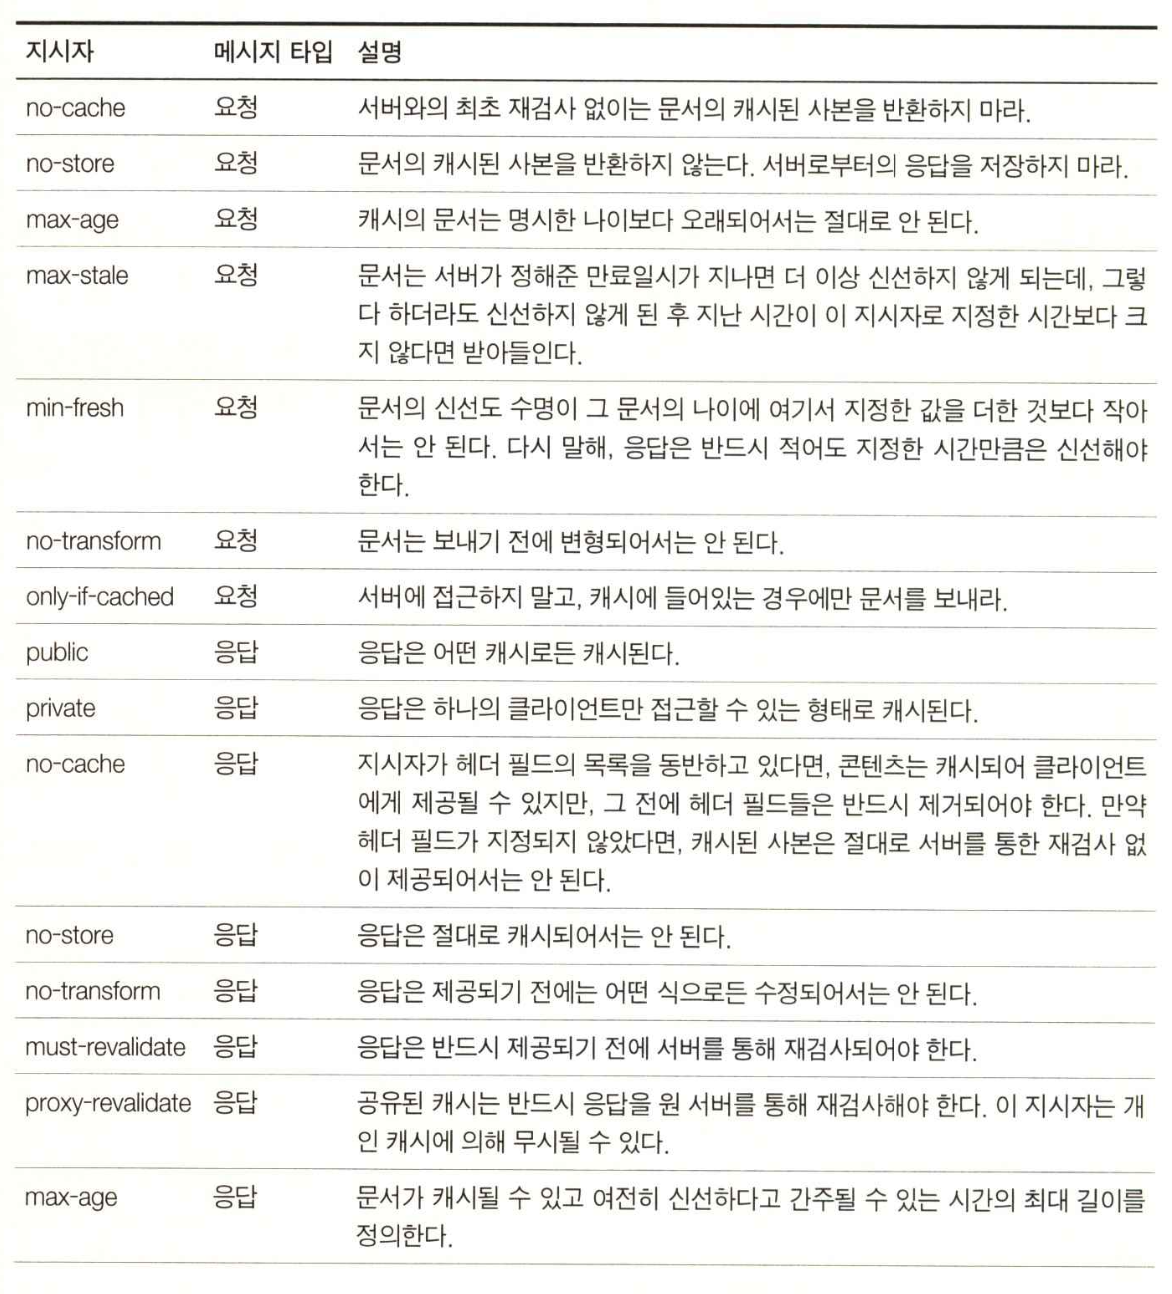 지시자 메시지 타입 설명
no-cache 요청 서버와의 최초 재검사 없이는 문서의 캐시된 사본을 반환하지 마라.
no-store 요청 문서의 캐시된 사본을 반환하지 않는다. 서버로부터의 응답을 저장하지 마라.
max-age 요청 캐시의 문서는 명시한 나이보다 오래되어서는 절대로 안 된다.
max-stale 요청 문서는 서버가 정해준 만료일시가 지나면 더 이상 신선하지 않게 되는데, 그렇
다 하더라도 신선하지 않게 된 후 지난 시간이 이 지시자로 지정한 시간보다 크
지 않다면 받아들인다.
min-fresh 요청 문서의 신선도 수명이 그 문서의 나이에 여기서 지정한 값을 더한 것보다 작아
서는 안 된다. 다시 말해, 응답은 반드시 적어도 지정한 시간만큼은 신선해야
한다.
no-transform 요청 문서는 보내기 전에 변형되어서는 안 된다.
only-if-cached 요청 서버에 접근하지 말고, 캐시에 들어있는 경우에만 문서를 보내라.
public 응답 응답은 어떤 캐시로든 캐시된다.
private 응답 응답은 하나의 클라이언트만 접근할 수 있는 형태로 캐시된다.
no-cache 응답 지시자가 헤더 필드의 목록을 동반하고 있다면, 콘텐츠는 캐시되어 클라이언트
에게 제공될 수 있지만, 그 전에 헤더 필드들은 반드시 제거되어야 한다. 만약
헤더 필드가 지정되지 않았다면, 캐시된 사본은 절대로 서버를 통한 재검사 없
이 제공되어서는 안 된다.
no-store 응답 응답은 절대로 캐시되어서는 안 된다.
no-transform 응답 응답은 제공되기 전에는 어떤 식으로든 수정되어서는 안 된다.
must-revalidate 응답 응답은 반드시 제공되기 전에 서버를 통해 재검사되어야 한다.
proxy-revalidate 응답 공유된 캐시는 반드시 응답을 원 서버를 통해 재검사해야 한다. 이 지시자는 개
인 캐시에 의해 무시될 수 있다.
max-age 응답 문서가 캐시될 수 있고 여전히 신선하다고 간주될 수 있는 시간의 최대 길이를
정의한다.